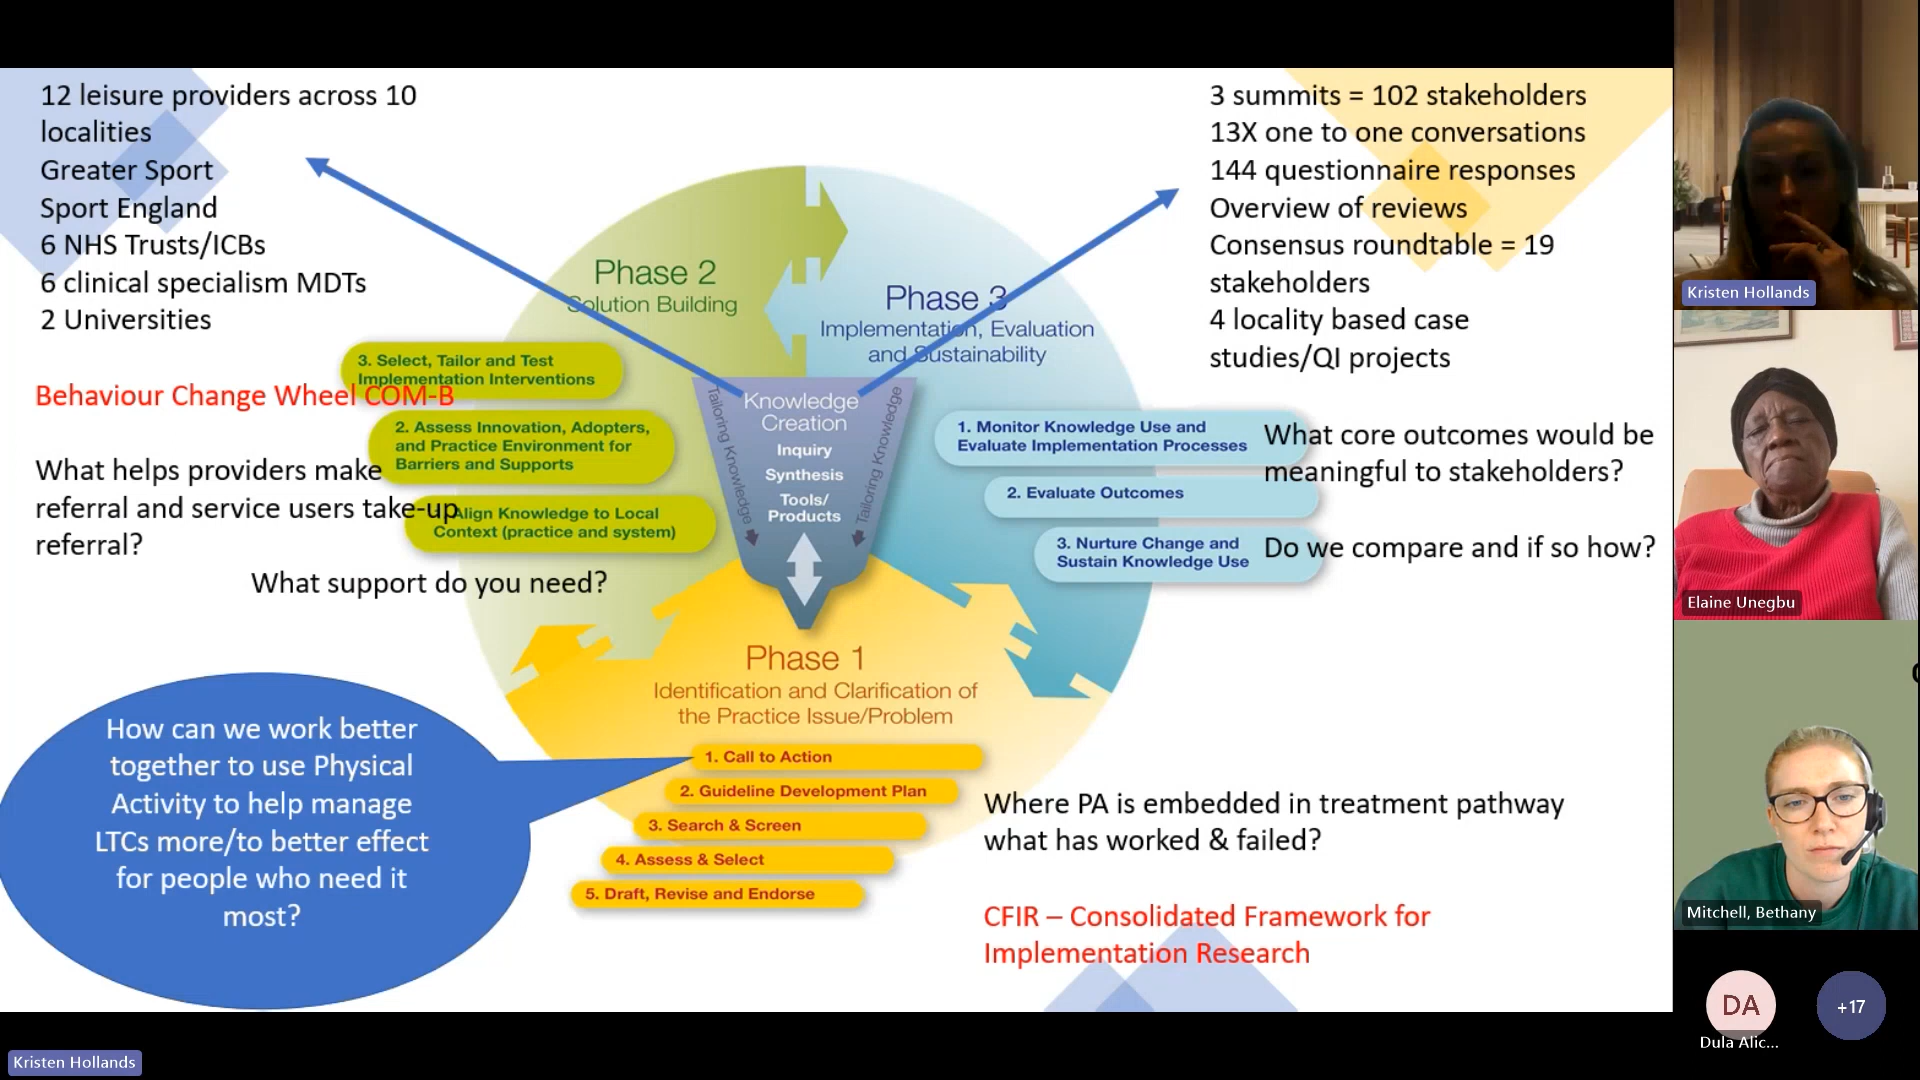 12 leisure providers across 10
localities
Greater Sport
Sport England
6 NHS Trusts/ICBs
6 clinical specialism MDTs
2 Universities
Behaviour Change Wheel COM-B
What helps providers make
referral and service users take-up
referral?
What support do you need?
3 summits = 102 stakeholders
13X one to one conversations
144 questionnaire responses
Overview of reviews
Consensus roundtable = 19
stakeholders
4 locality based case
studies/QI projects
What core outcomes would be
meaningful to stakeholders?
Do we compare and if so how?
Phase 2
Solution Building
3. Select, Tailor and Test
Implementation Interventions
2. Assess Innovation, Adopters,
and Practice Environment for
Barriers and Supports
Align Knowledge to Local
Context (practice and system)
Phase 3
Implementation, Evaluation
and Sustainability
1. Monitor Knowledge Use and
Evaluate Implementation Processes
2. Evaluate Outcomes
3. Nurture Change and
Sustain Knowledge Use
Tailoring Knowledge
Knowledge
Creation
Inquiry
Synthesis
Tools/
Products
Tailoring Knowledge
Phase 1
Identification and Clarification of
the Practice Issue/Problem
1. Call to Action
2. Guideline Development Plan
3. Search & Screen
4. Assess & Select
5. Draft, Revise and Endorse
How can we work better
together to use Physical
Activity to help manage
LTCs more/to better effect
for people who need it
most?
Where PA is embedded in treatment pathway
what has worked & failed?
CFIR – Consolidated Framework for
Implementation Research
Kristen Hollands
Elaine Unegbu
Mitchell, Bethany
DA
Dula Alic...
+17
Kristen Hollands